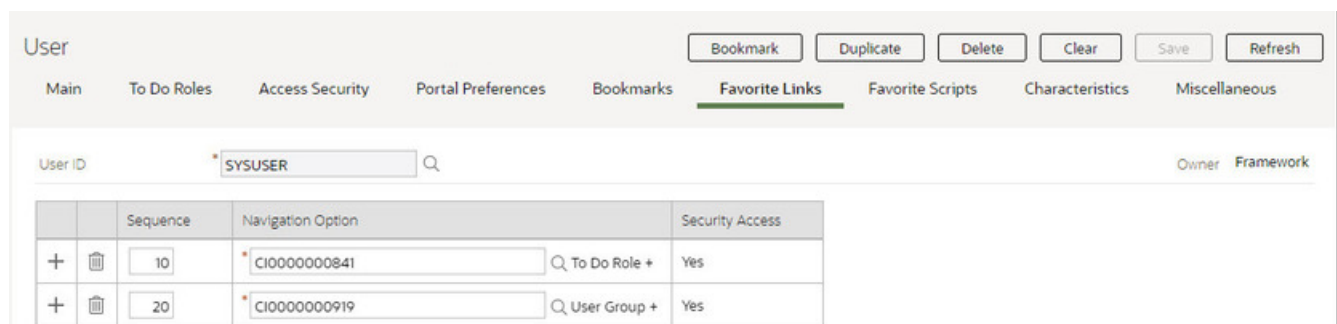 User Bookmark Duplicate Delete Clear Save Refresh
Main To Do Roles Access Security Portal Preferences Bookmarks Favorite Links Favorite Scripts Characteristics Miscellaneous
User ID * SYSUSER Owner Framework
Sequence Navigation Option Security Access
10 * CI0000000841 To Do Role + Yes
20 * CI0000000919 User Group + Yes